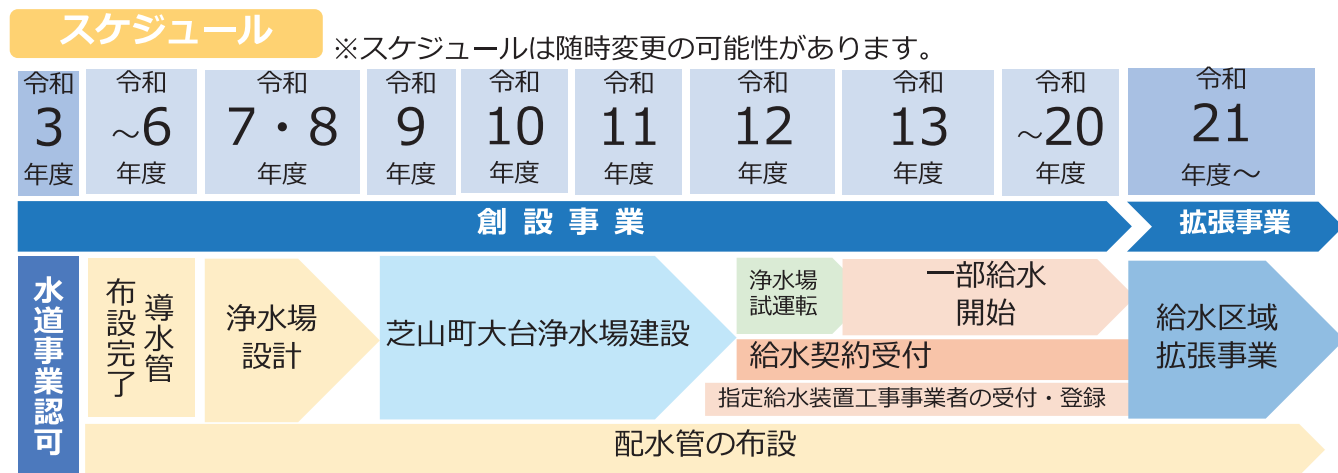 スケジュール
※スケジュールは随時変更の可能性があります。
令和
3
年度
令和
～6
年度
令和
7・8
年度
令和
9
年度
令和
10
年度
令和
11
年度
令和
12
年度
令和
13
年度
令和
～20
年度
令和
21
年度～
創設事業
拡張事業
水道事業認可
導水管
布設完了
浄水場
設計
芝山町大台浄水場建設
浄水場
試運転
一部給水
開始
給水契約受付
指定給水装置工事事業者の受付・登録
給水区域
拡張事業
配水管の布設